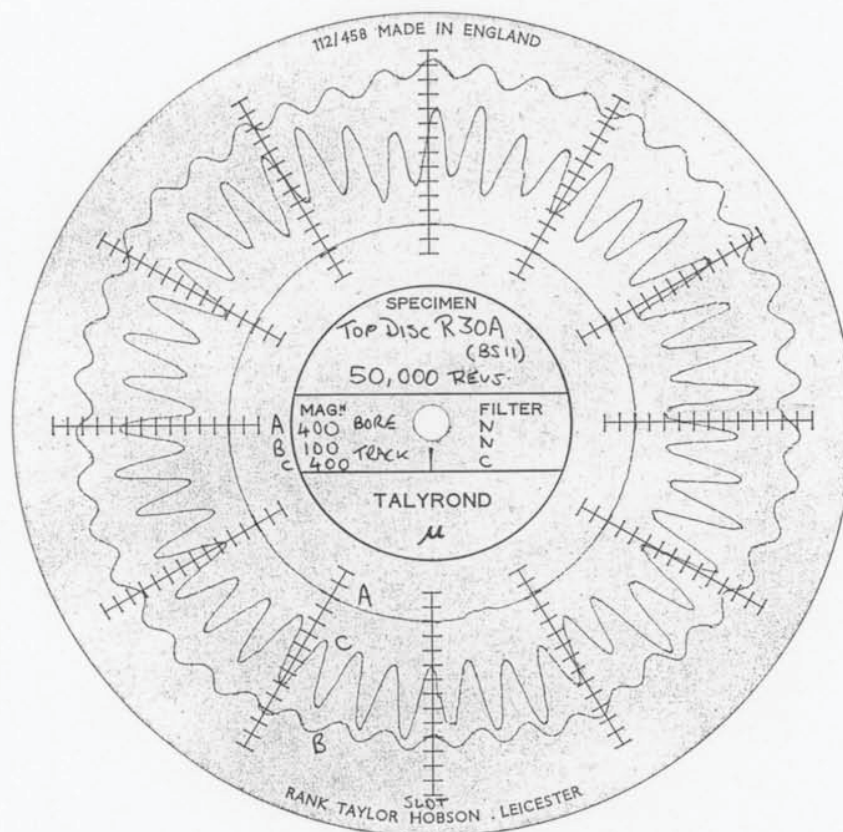 112/458 MADE IN ENGLAND
SPECIMEN
TOP DISC R30A
(BS11)
50,000 REVS.
MAGN FILTER
A 400 BORE N
B 100 N
C 400 TRACK C
TALYROND
μ
A
C
B
SLOT
RANK TAYLOR HOBSON . LEICESTER